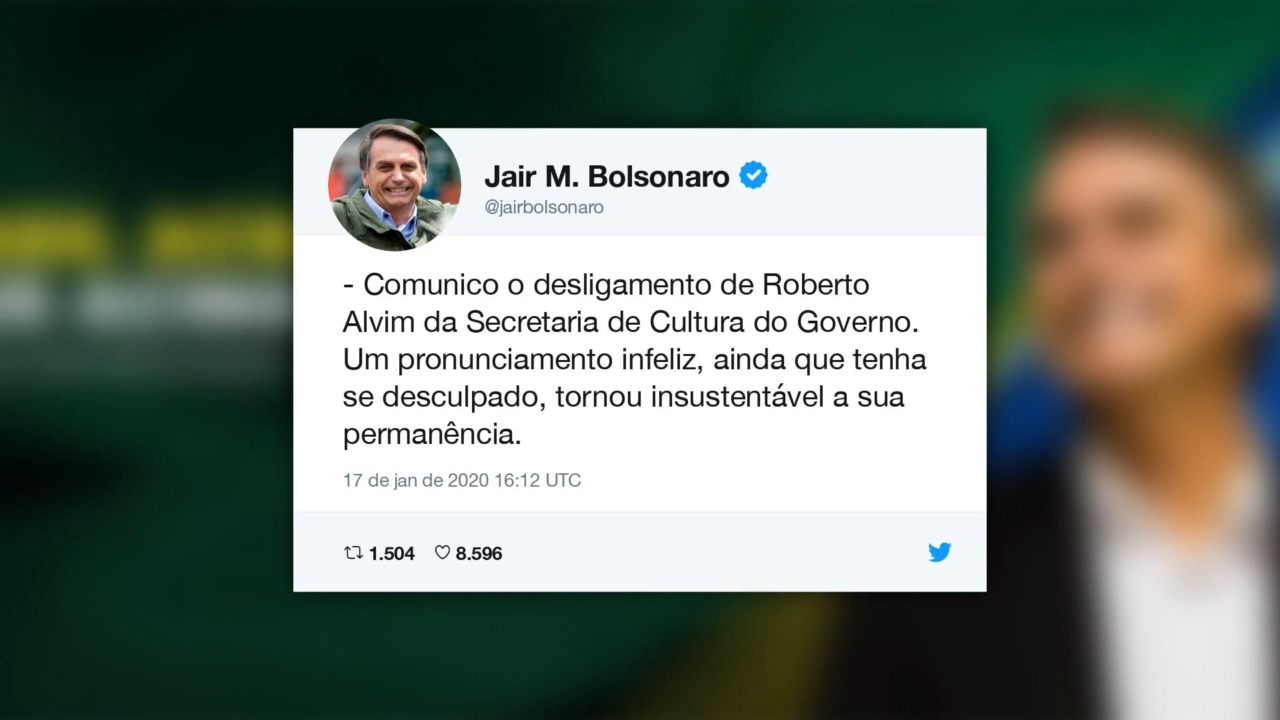 Jair M. Bolsonaro
@jairbolsonaro
- Comunico o desligamento de Roberto
Alvim da Secretaria de Cultura do Governo.
Um pronunciamento infeliz, ainda que tenha
se desculpado, tornou insustentável a sua
permanência.
17 de jan de 2020 16:12 UTC
1.504 8.596